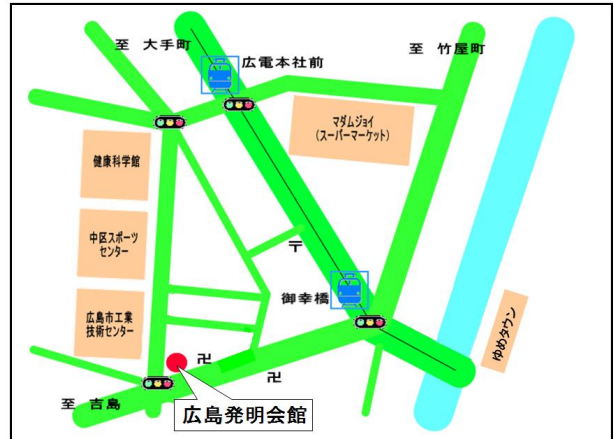 至 大手町
広電本社前
至 竹屋町
マダムジョイ
(スーパーマーケット)
健康科学館
中区スポーツ
センター
〒
御幸橋
広島市工業
技術センター
ゆめタウン
卍
卍
至 吉島
広島発明会館